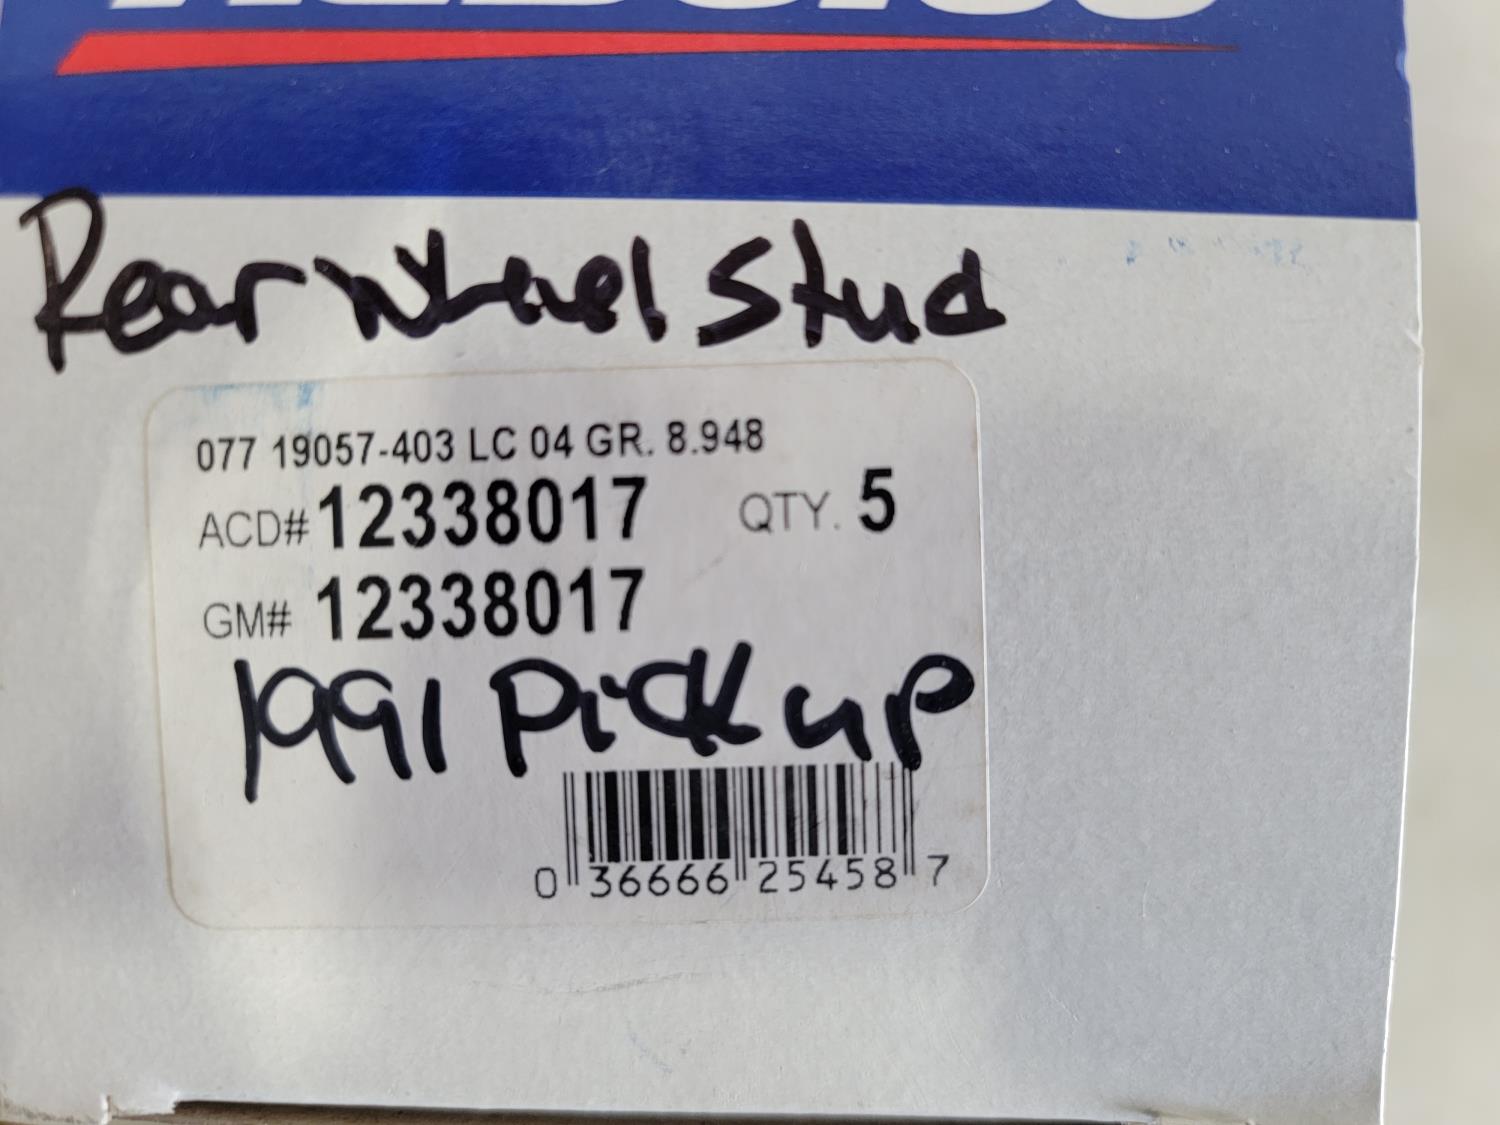 Rear Wheel Stud
077 19057-403 LC 04 GR. 8.948
ACD# 12338017 QTY. 5
GM# 12338017
1991 Pickup
0 36666 25458 7